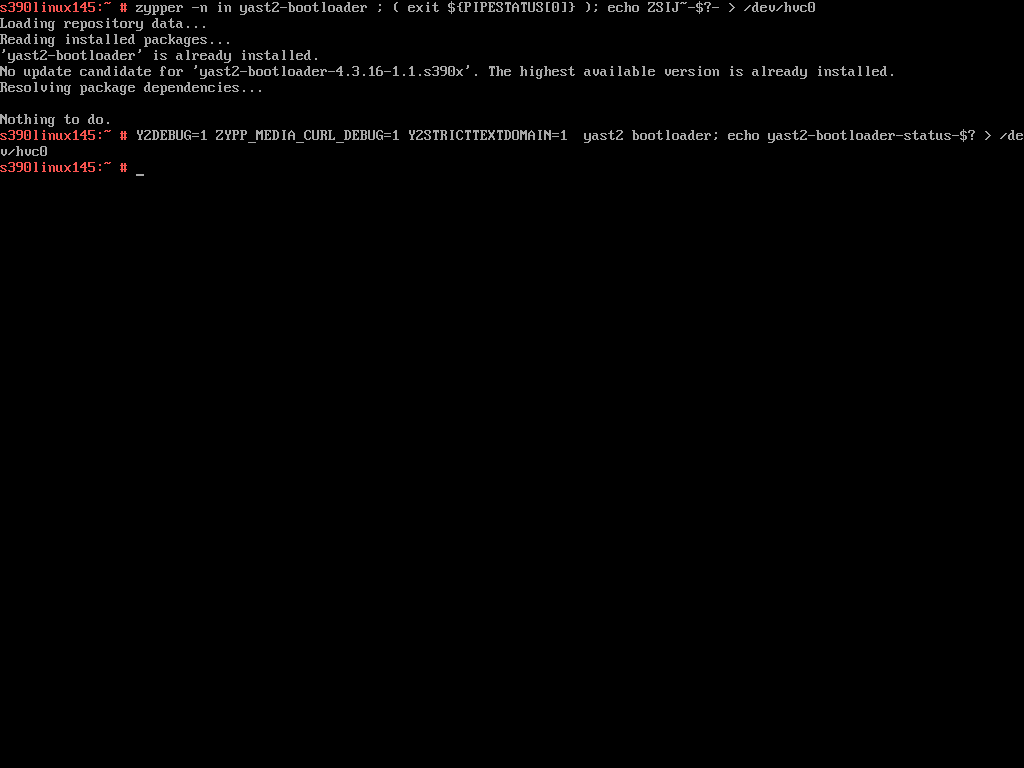 s390linux145:~ # zypper -n in yast2-bootloader ; ( exit ${PIPESTATUS[0]} ); echo ZSIJ~-$?- > /dev/hvc0
Loading repository data...
Reading installed packages...
'yast2-bootloader' is already installed.
No update candidate for 'yast2-bootloader-4.3.16-1.1.s390x'. The highest available version is already installed.
Resolving package dependencies...
Nothing to do.
s390linux145:~ # Y2DEBUG=1 ZYPP_MEDIA_CURL_DEBUG=1 Y2STRICTTEXTDOMAIN=1  yast2 bootloader; echo yast2-bootloader-status-$? > /de
v/hvc0
s390linux145:~ # _